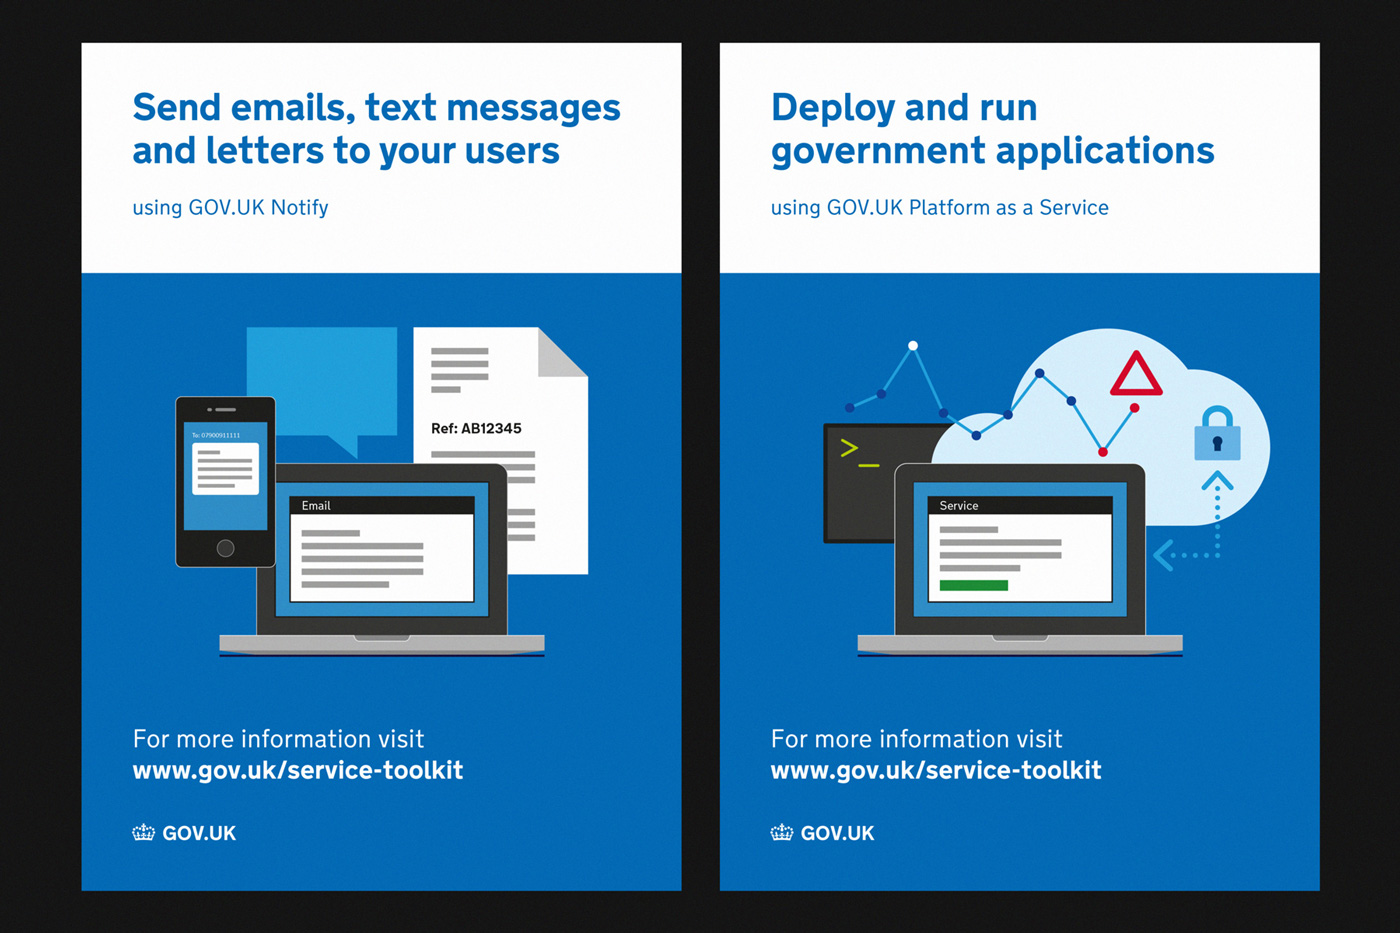 Send emails, text messages
and letters to your users
using GOV.UK Notify
To: 07900911111
Ref: AB12345
Email
For more information visit
www.gov.uk/service-toolkit
GOV.UK
Deploy and run
government applications
using GOV.UK Platform as a Service
>_
Service
For more information visit
www.gov.uk/service-toolkit
GOV.UK